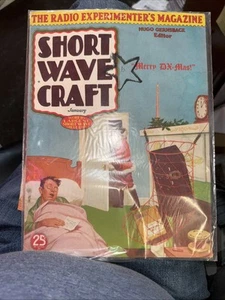 THE RADIO EXPERIMENTER'S MAGAZINE
HUGO GERNSBACK
Editor
SHORT
WAVE
CRAFT
"Merry DX-Mas!"
January
25